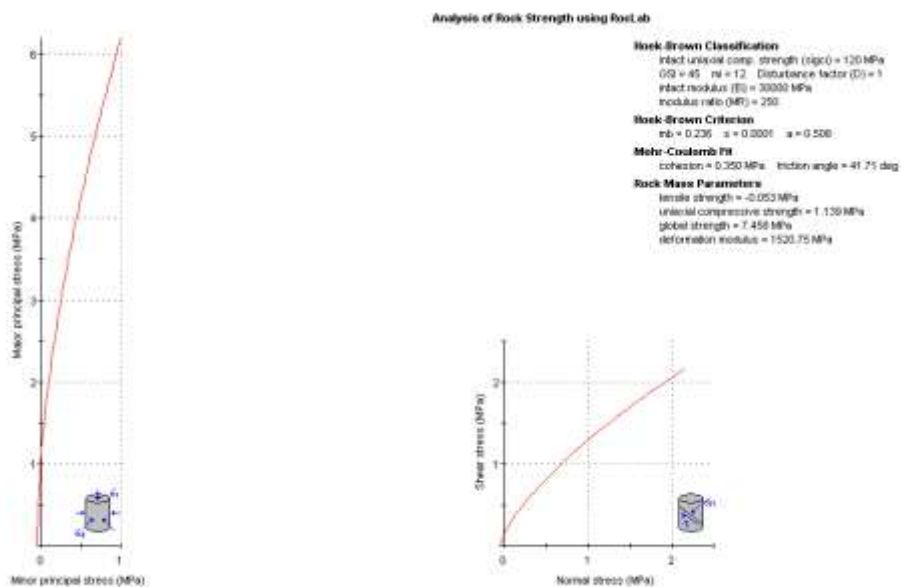 Analysis of Rock Strength using RocLab
Hoek-Brown Classification
intact uniaxial comp. strength (sigci) = 120 MPa
GSI = 45 mi = 12 Disturbance factor (D) = 1
intact modulus (Ei) = 30000 MPa
modulus ratio (MR) = 250
Hoek-Brown Criterion
mb = 0.236 s = 0.0001 a = 0.508
Mohr-Coulomb Fit
cohesion = 0.350 MPa friction angle = 41.71 deg
Rock Mass Parameters
tensile strength = -0.053 MPa
uniaxial compressive strength = 1.139 MPa
global strength = 7.458 MPa
deformation modulus = 1520.75 MPa
Major principal stress (MPa)
6
5
4
3
2
1
0 1
Minor principal stress (MPa)
Shear stress (MPa)
2
1
0 1 2
Normal stress (MPa)